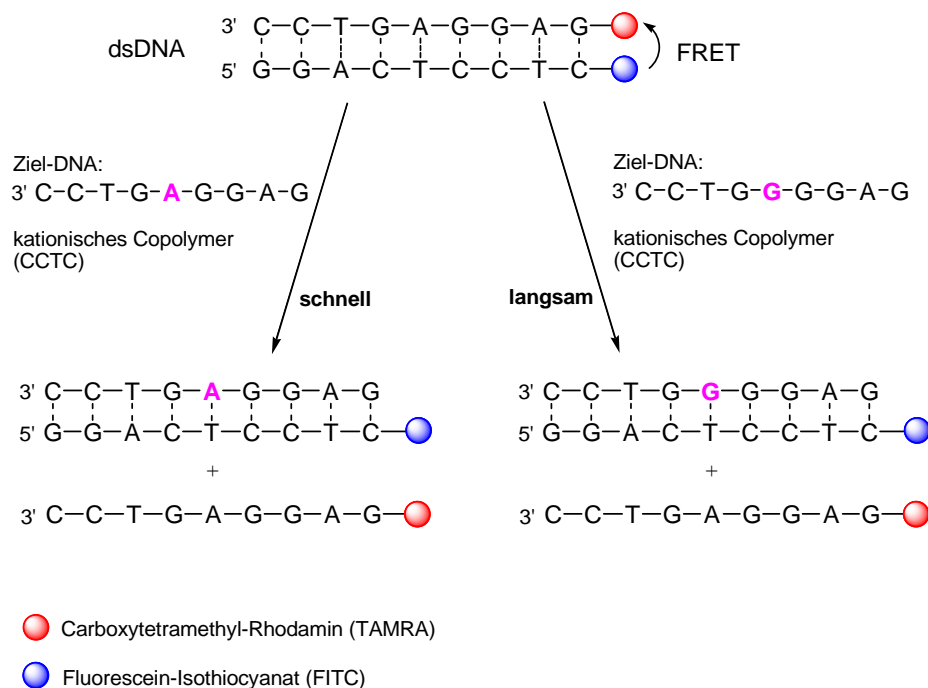 3' C-C-T-G-A-G-G-A-G
dsDNA
FRET
5' G-G-A-C-T-C-C-T-C
Ziel-DNA:
3' C-C-T-G-A-G-G-A-G
kationisches Copolymer
(CCTC)
Ziel-DNA:
3' C-C-T-G-G-G-G-A-G
kationisches Copolymer
(CCTC)
schnell
langsam
3' C-C-T-G-A-G-G-A-G
5' G-G-A-C-T-C-C-T-C
+
3' C-C-T-G-A-G-G-A-G
3' C-C-T-G-G-G-G-A-G
5' G-G-A-C-T-C-C-T-C
+
3' C-C-T-G-A-G-G-A-G
Carboxytetramethyl-Rhodamin (TAMRA)
Fluorescein-Isothiocyanat (FITC)